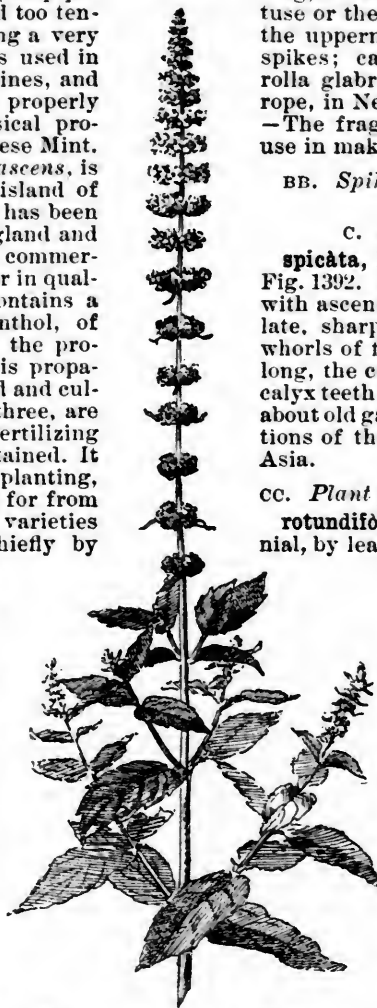 d too ten-
ng a very
s used in
ines, and
properly
sical pro-
ese Mint.
ascens, is
island of
has been
gland and
commer-
r in qual-
ontains a
nthol, of
the pro-
is propa-
d and cul-
three, are
ertilizing
tained. It
planting,
for from
varieties
hiefly by
tuse or the
the uppern
spikes; ca
rolla glabr
rope, in Ne
—The frag
use in mak
BB. Spil
C.
spicàta,
Fig. 1392.
with ascen
late, sharp
whorls of f
long, the c
calyx teeth
about old ga
tions of th
Asia.
CC. Plant
rotundifò
nial, by lea